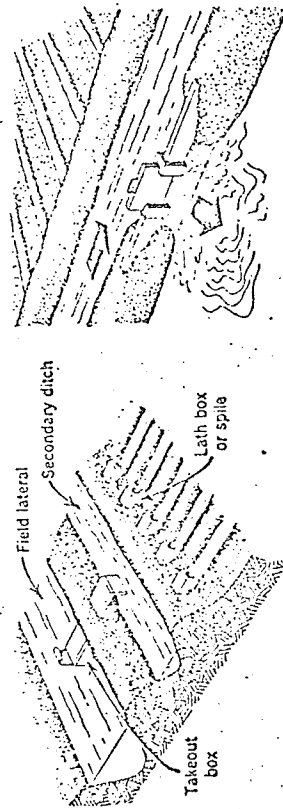 Field lateral
Secondary ditch
Lath box
or spile
Takeout
box